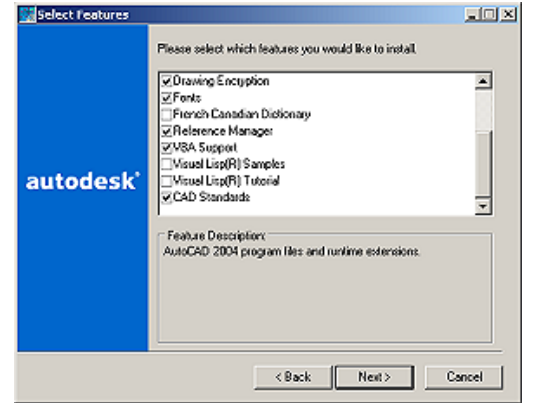 Select Features
Please select which features you would like to install.
Drawing Encryption
Fonts
French Canadian Dictionary
Reference Manager
VBA Support
Visual Lisp(R) Samples
Visual Lisp(R) Tutorial
CAD Standards
autodesk®
Feature Description:
AutoCAD 2004 program files and runtime extensions.
< Back
Next >
Cancel